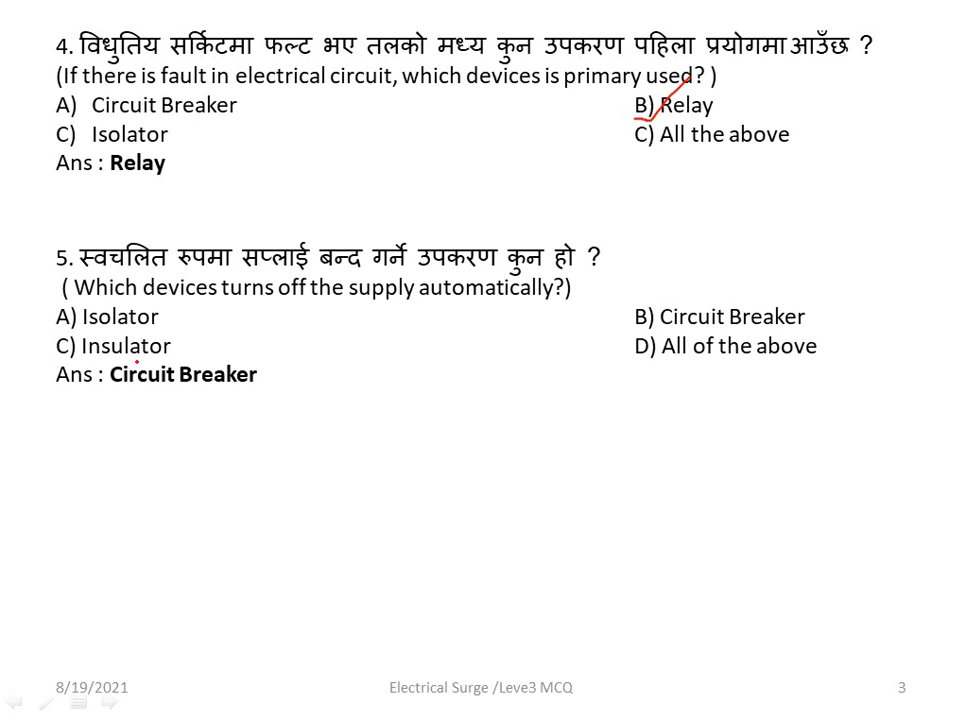 4. विधुतिय सर्किटमा फल्ट भए तलको मध्य कुन उपकरण पहिला प्रयोगमा आउँछ ?
(If there is fault in electrical circuit, which devices is primary used? )
A) Circuit Breaker B) Relay
C) Isolator C) All the above
Ans : Relay
5. स्वचलित रुपमा सप्लाई बन्द गर्ने उपकरण कुन हो ?
( Which devices turns off the supply automatically?)
A) Isolator B) Circuit Breaker
C) Insulator D) All of the above
Ans : Circuit Breaker
8/19/2021 Electrical Surge /Leve3 MCQ 3